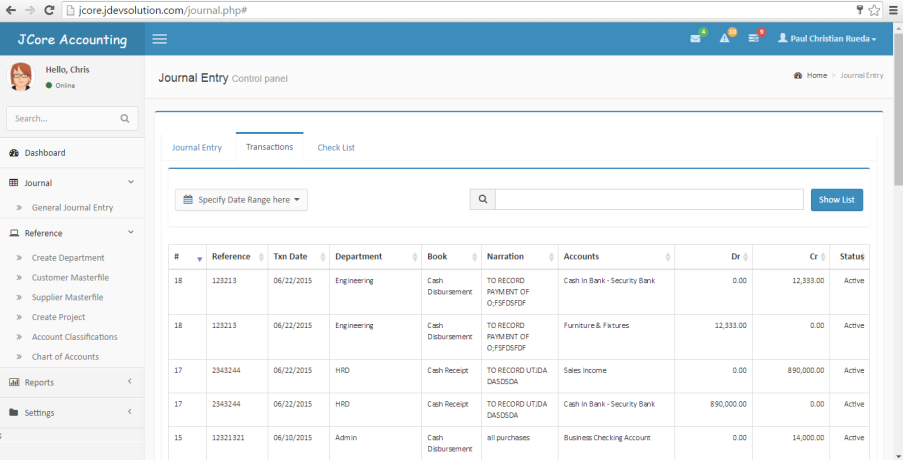 jcore.jdevsolution.com/journal.php#
JCore Accounting
4
10
9
Paul Christian Rueda
Hello, Chris
Online
Journal Entry Control panel
Home > Journal Entry
Search...
Journal Entry
Transactions
Check List
Dashboard
Journal
General Journal Entry
Reference
Create Department
Customer Masterfile
Supplier Masterfile
Create Project
Account Classifications
Chart of Accounts
Reports
Settings
Specify Date Range here
Show List
# Reference Txn Date Department Book Narration Accounts Dr Cr Status
18 123213 06/22/2015 Engineering Cash Disbursement TO RECORD PAYMENT OF O;FSFDSFDF Cash In Bank - Security Bank 0.00 12,333.00 Active
18 123213 06/22/2015 Engineering Cash Disbursement TO RECORD PAYMENT OF O;FSFDSFDF Furniture & Fixtures 12,333.00 0.00 Active
17 2343244 06/22/2015 HRD Cash Receipt TO RECORD UTJDA DASDSDA Sales Income 0.00 890,000.00 Active
17 2343244 06/22/2015 HRD Cash Receipt TO RECORD UTJDA DASDSDA Cash In Bank - Security Bank 890,000.00 0.00 Active
15 12321321 06/10/2015 Admin Cash Disbursement all purchases Business Checking Account 0.00 14,000.00 Active